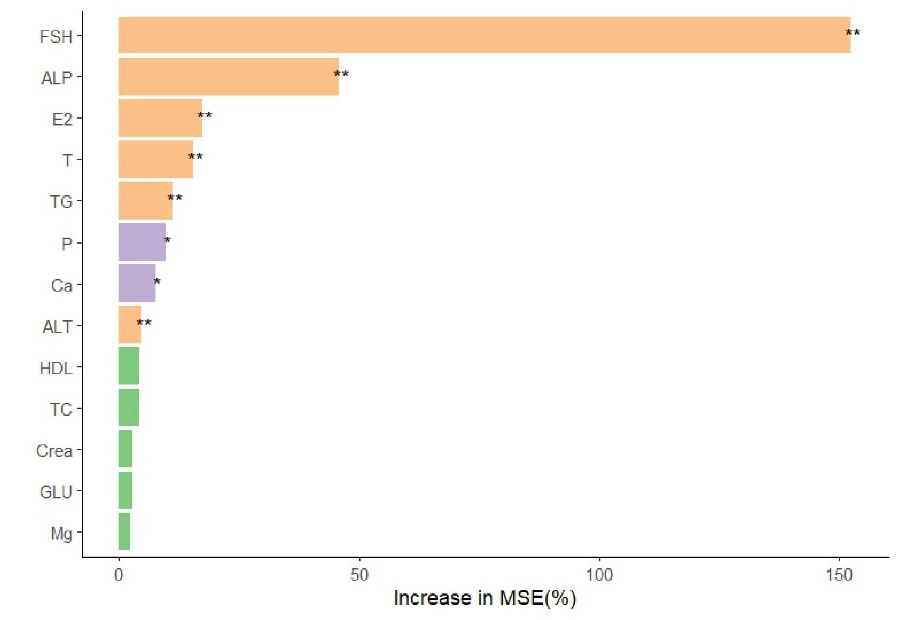 FSH **
ALP **
E2 **
T **
TG **
P *
Ca *
ALT **
HDL
TC
Crea
GLU
Mg
0 50 100 150
Increase in MSE(%)